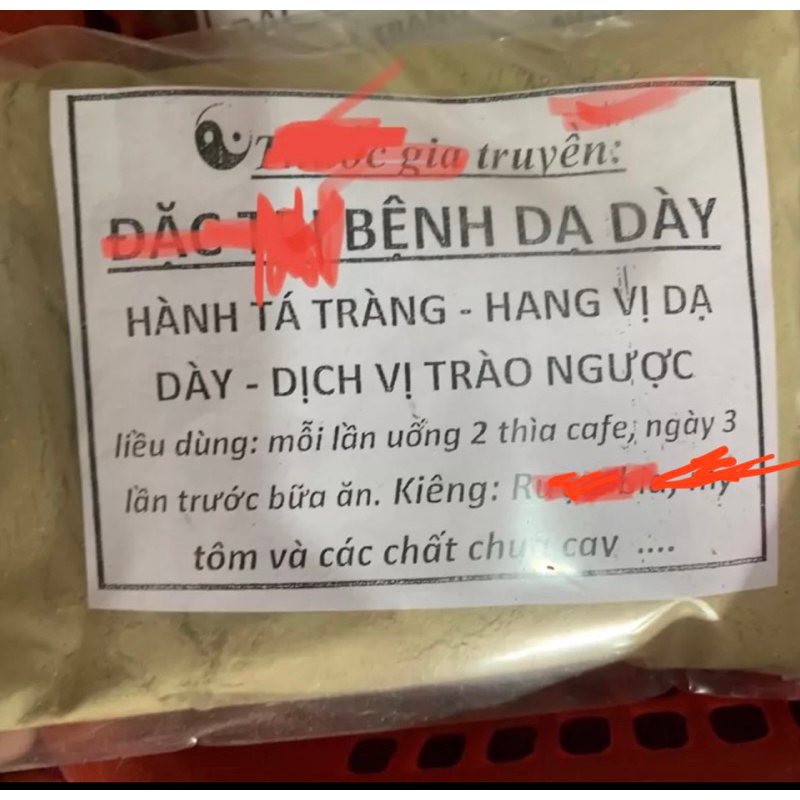 gia truyền:
BỆNH DẠ DÀY
HÀNH TÁ TRÀNG - HANG VỊ DẠ
DÀY - DỊCH VỊ TRÀO NGƯỢC
liều dùng: mỗi lần uống 2 thìa cafe, ngày 3
lần trước bữa ăn. Kiêng:
tôm và các chất chua cay ....